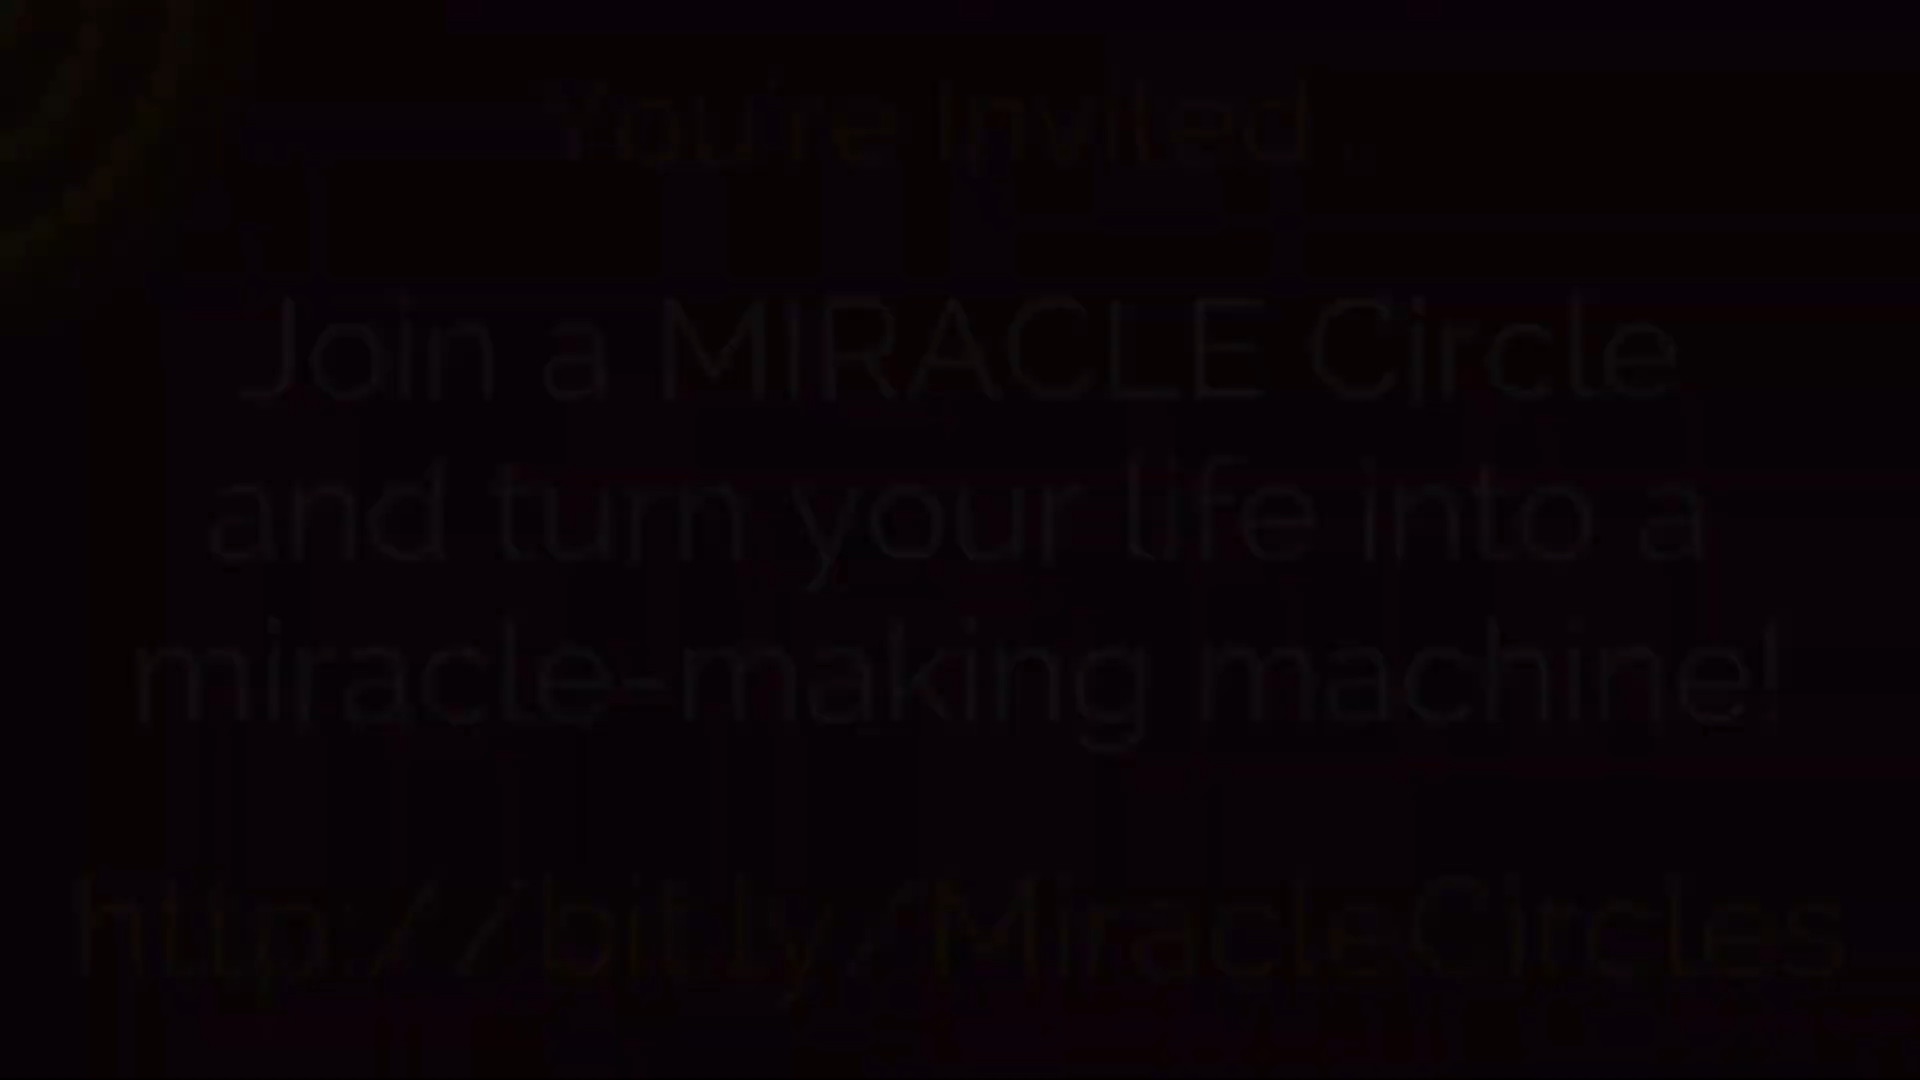 You're Invited...
Join a MIRACLE Circle
and turn your life into a
miracle-making machine!
http://bit.ly/MiracleCircles